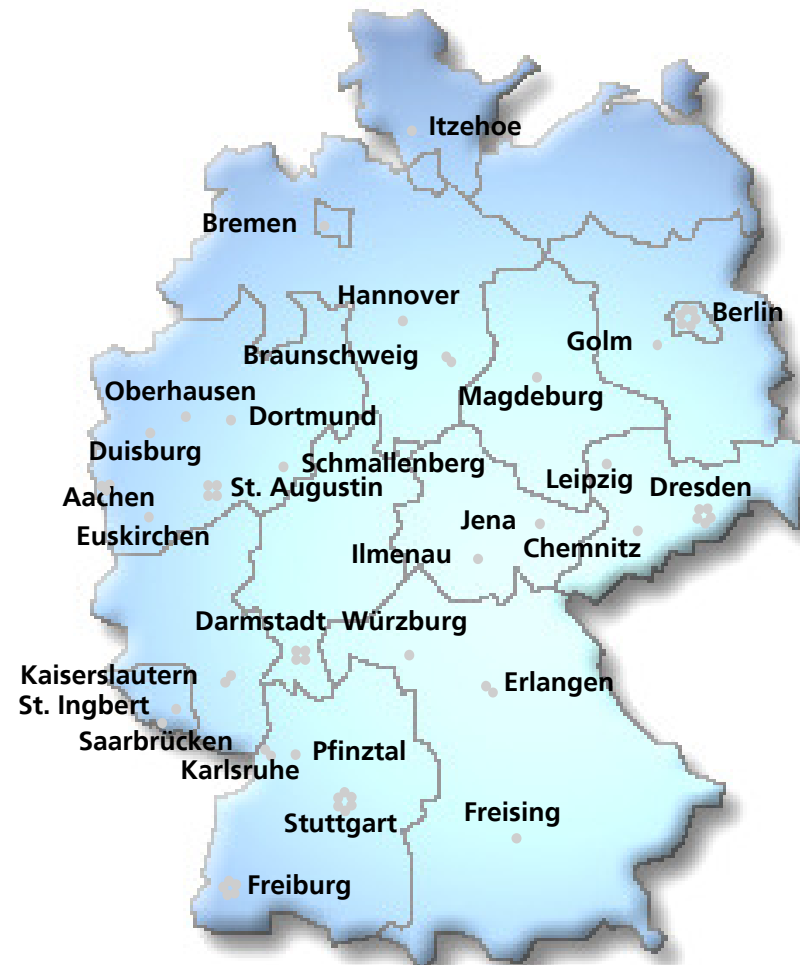 Itzehoe
Bremen
Hannover
Berlin
Golm
Braunschweig
Oberhausen
Magdeburg
Dortmund
Duisburg
Schmallenberg
Leipzig
St. Augustin
Dresden
Aachen
Jena
Euskirchen
Chemnitz
Ilmenau
Darmstadt
Würzburg
Kaiserslautern
Erlangen
St. Ingbert
Saarbrücken
Pfinztal
Karlsruhe
Freising
Stuttgart
Freiburg